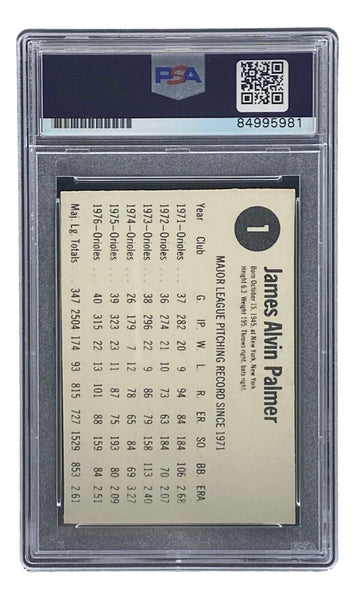 PSA
84995981
1
James Alvin Palmer
Born October 15, 1945, at New York, New York.
Height 6.3. Weight 195. Throws right, bats right.
MAJOR LEAGUE PITCHING RECORD SINCE 1971
Year Club G IP W L R ER SO BB ERA
1971–Orioles . . . 37 282 20 9 94 84 184 106 2.68
1972–Orioles . . . 36 274 21 10 73 63 184 70 2.07
1973–Orioles . . . 38 296 22 9 86 79 158 113 2.40
1974–Orioles . . . 26 179 7 12 78 65 84 69 3.27
1975–Orioles . . . 39 323 23 11 87 75 193 80 2.09
1976–Orioles . . . 40 315 22 13 101 88 159 84 2.51
Maj. Lg. Totals . . . 347 2504 174 93 815 727 1529 853 2.61